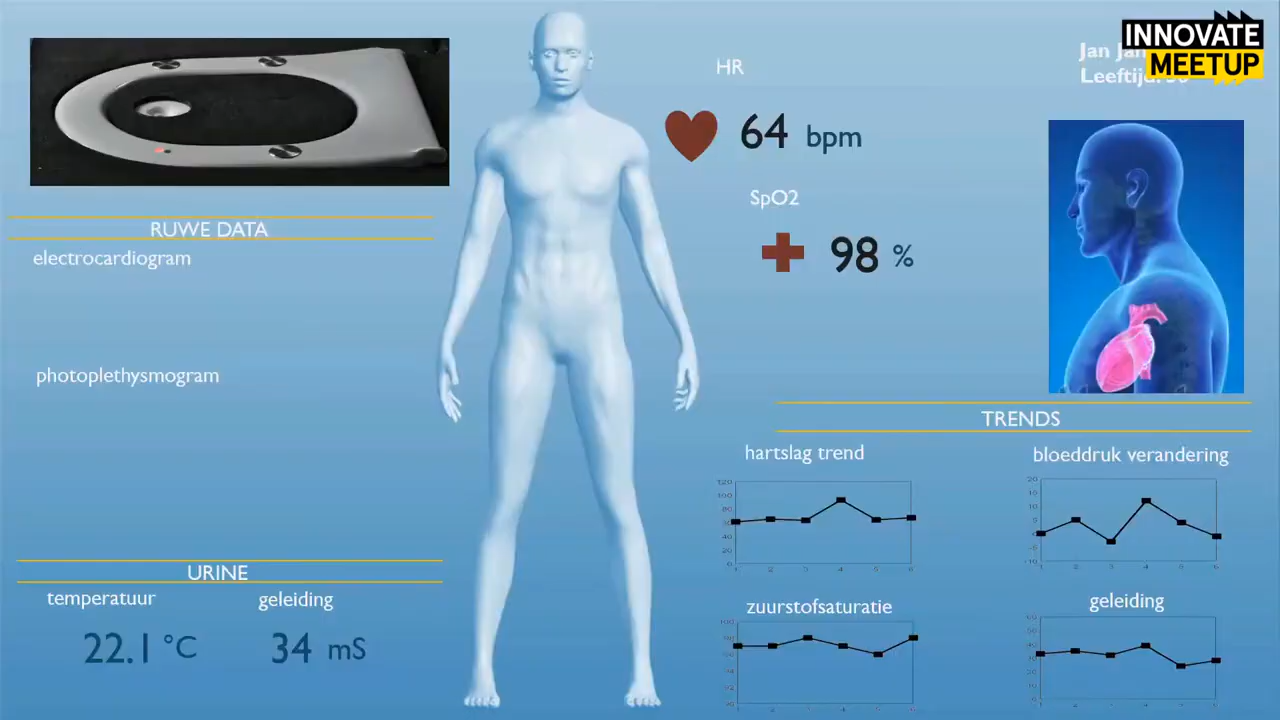 INNOVATE
MEETUP
Jan
HR
64 bpm
SpO2
98 %
RUWE DATA
electrocardiogram
photoplethysmogram
TRENDS
hartslag trend
bloeddruk verandering
URINE
temperatuur
geleiding
22.1 °C
34 mS
zuurstofsaturatie
geleiding